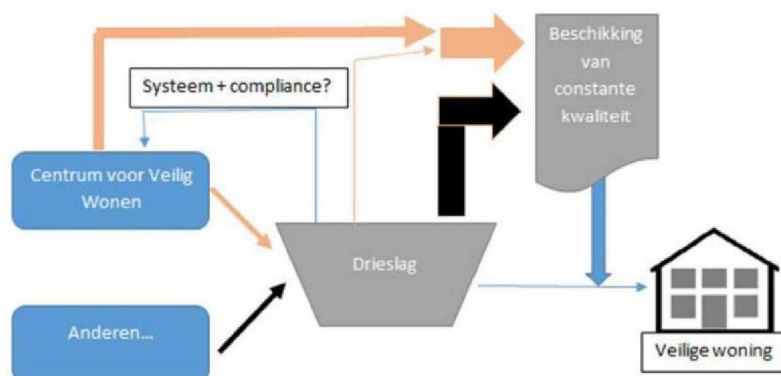 Beschikking
van
constante
kwaliteit
Systeem + compliance?
Centrum voor Veilig
Wonen
Drieslag
Anderen...
Veilige woning